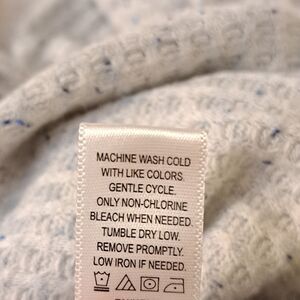 MACHINE WASH COLD
WITH LIKE COLORS.
GENTLE CYCLE.
ONLY NON-CHLORINE
BLEACH WHEN NEEDED.
TUMBLE DRY LOW.
REMOVE PROMPTLY.
LOW IRON IF NEEDED.